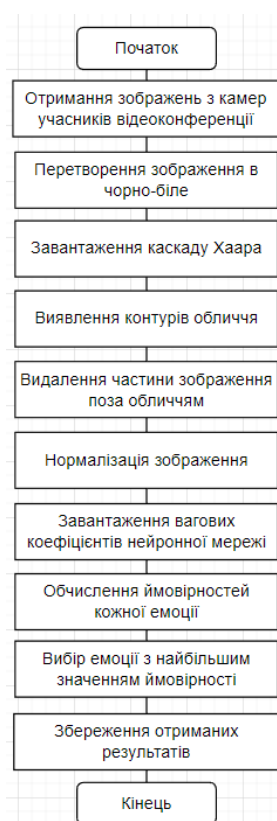 Початок
Отримання зображень з камер
учасників відеоконференції
Перетворення зображення в
чорно-біле
Завантаження каскаду Хаара
Виявлення контурів обличчя
Видалення частини зображення
поза обличчям
Нормалізація зображення
Завантаження вагових
коефіцієнтів нейронної мережі
Обчислення ймовірностей
кожної емоції
Вибір емоції з найбільшим
значенням ймовірності
Збереження отриманих
результатів
Кінець